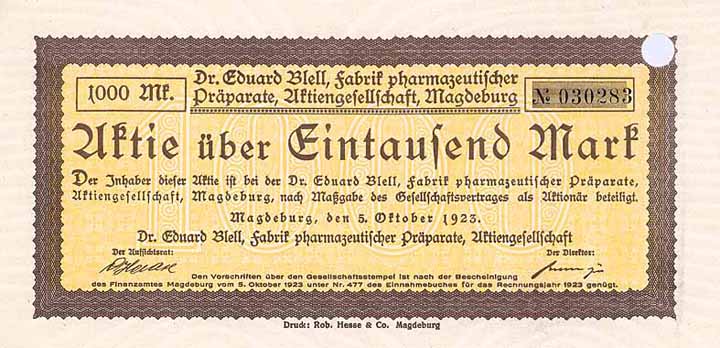 1000 Mk.
Dr. Eduard Blell, Fabrik pharmazeutischer
Präparate, Aktiengesellschaft, Magdeburg
№ 030283
Aktie über Eintausend Mark
Der Inhaber dieser Aktie ist bei der Dr. Eduard Blell, Fabrik pharmazeutischer Präparate,
Aktiengesellschaft, Magdeburg, nach Maßgabe des Gesellschaftsvertrages als Aktionär beteiligt.
Magdeburg, den 5. Oktober 1923.
Dr. Eduard Blell, Fabrik pharmazeutischer Präparate, Aktiengesellschaft
Der Aufsichtsrat:
Der Direktor:
Den Vorschriften über den Gesellschaftstempel ist nach der Bescheinigung
des Finanzamtes Magdeburg vom 5. Oktober 1923 unter Nr. 477 des Einnahmebuches für das Rechnungsjahr 1923 genügt.
Druck: Rob. Hesse & Co. Magdeburg